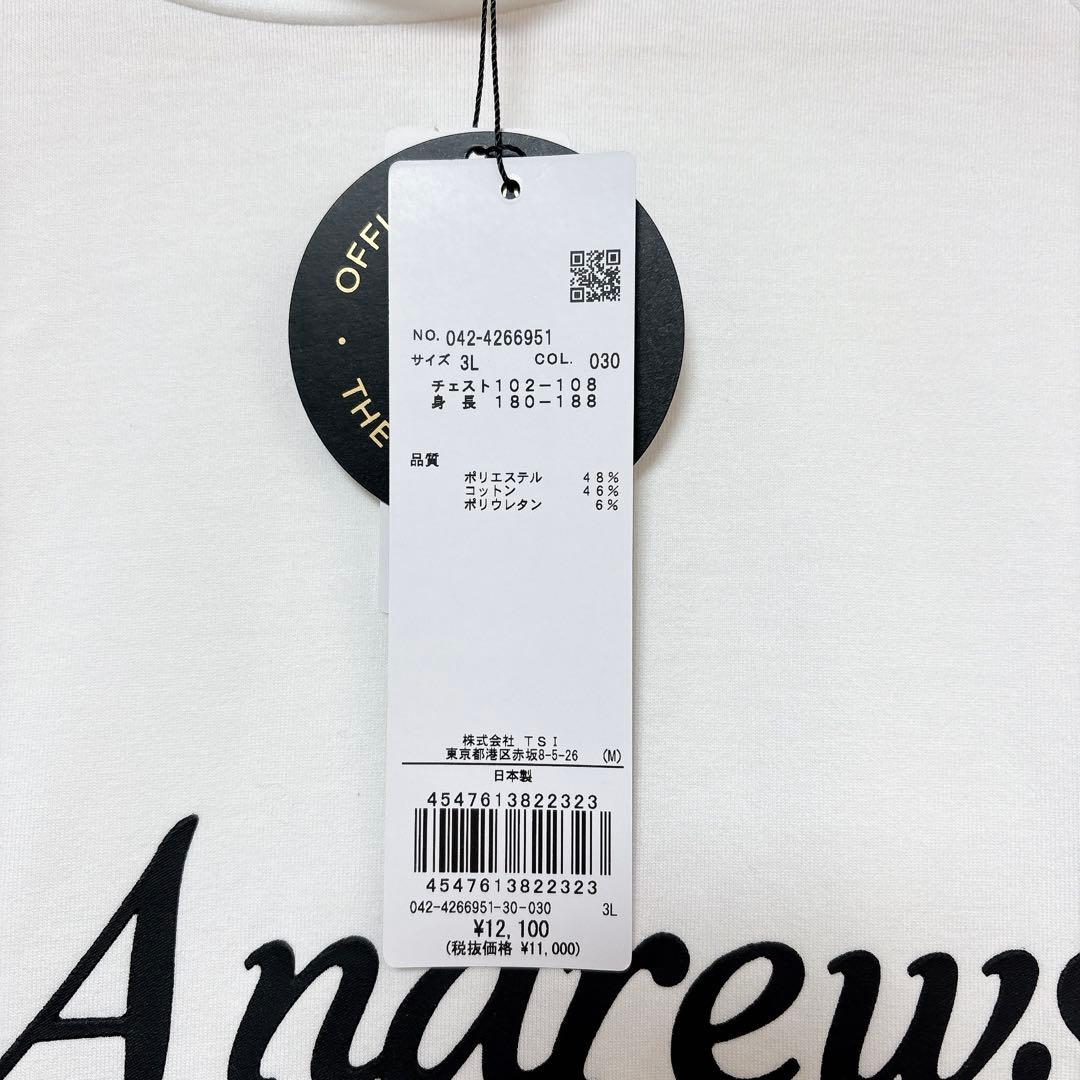 OFFI
• THE
NO. 042-4266951
サイズ 3L COL. 030
チェスト102-108
身 長 180-188
品質
ポリエステル 48%
コットン 46%
ポリウレタン 6%
株式会社 TSI
東京都港区赤坂8-5-26 (M)
日本製
4547613822323
4547613822323
042-4266951-30-030 3L
¥12,100
(税抜価格 ¥11,000)
Andrews